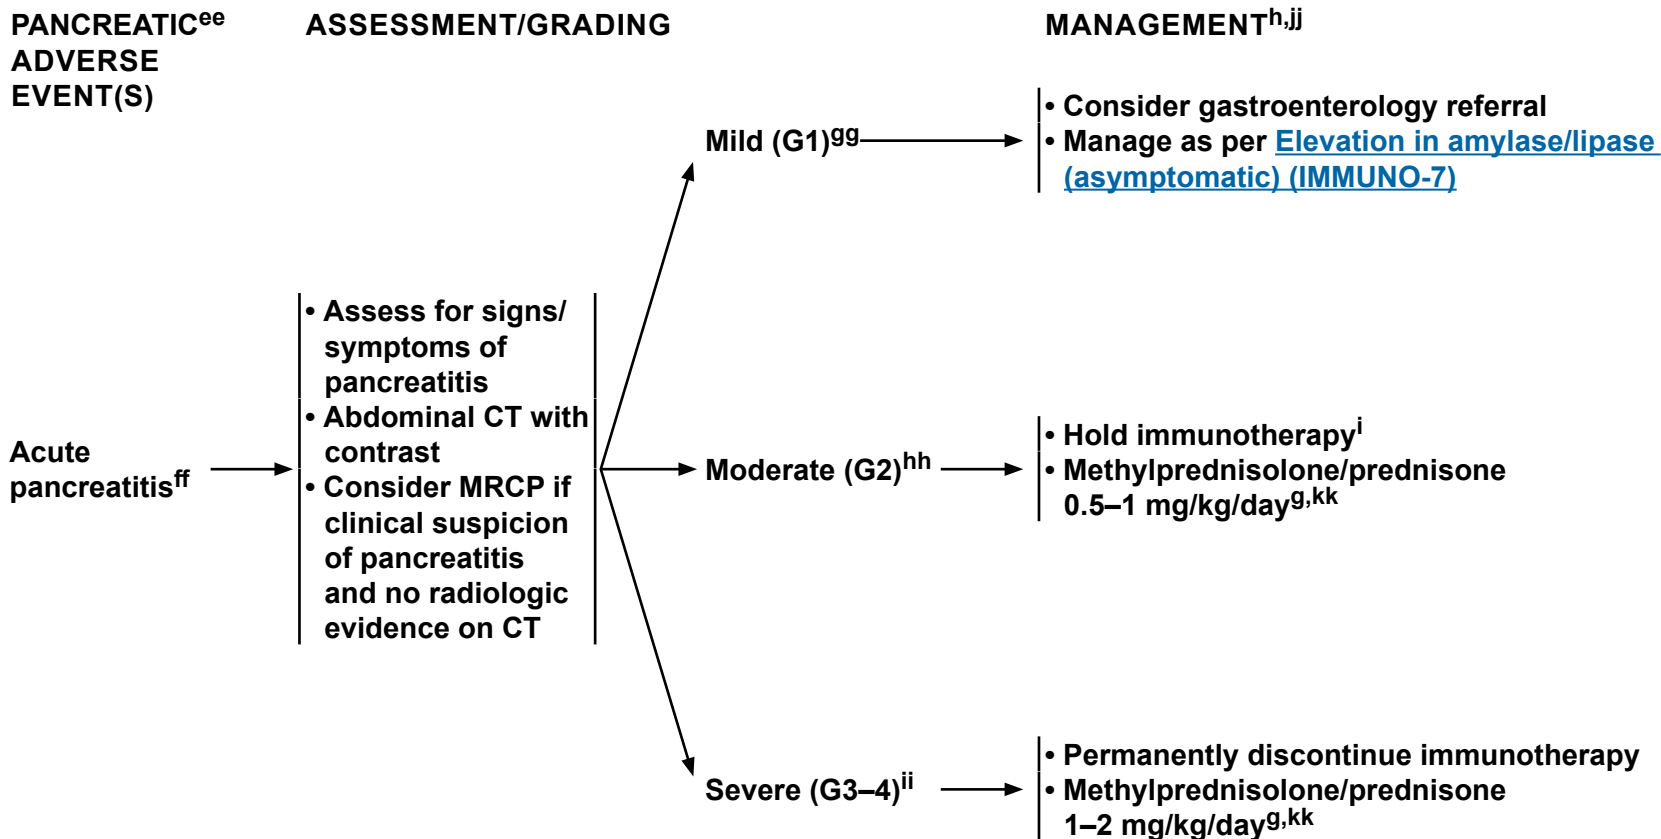 PANCREATICee
ADVERSE
EVENT(S)
ASSESSMENT/GRADING
MANAGEMENTh,jj
Acute
pancreatitisff
• Assess for signs/
symptoms of
pancreatitis
• Abdominal CT with
contrast
• Consider MRCP if
clinical suspicion
of pancreatitis
and no radiologic
evidence on CT
Mild (G1)gg
• Consider gastroenterology referral
• Manage as per Elevation in amylase/lipase
(asymptomatic) (IMMUNO-7)
Moderate (G2)hh
• Hold immunotherapyi
• Methylprednisolone/prednisone
0.5–1 mg/kg/dayg,kk
Severe (G3–4)ii
• Permanently discontinue immunotherapy
• Methylprednisolone/prednisone
1–2 mg/kg/dayg,kk